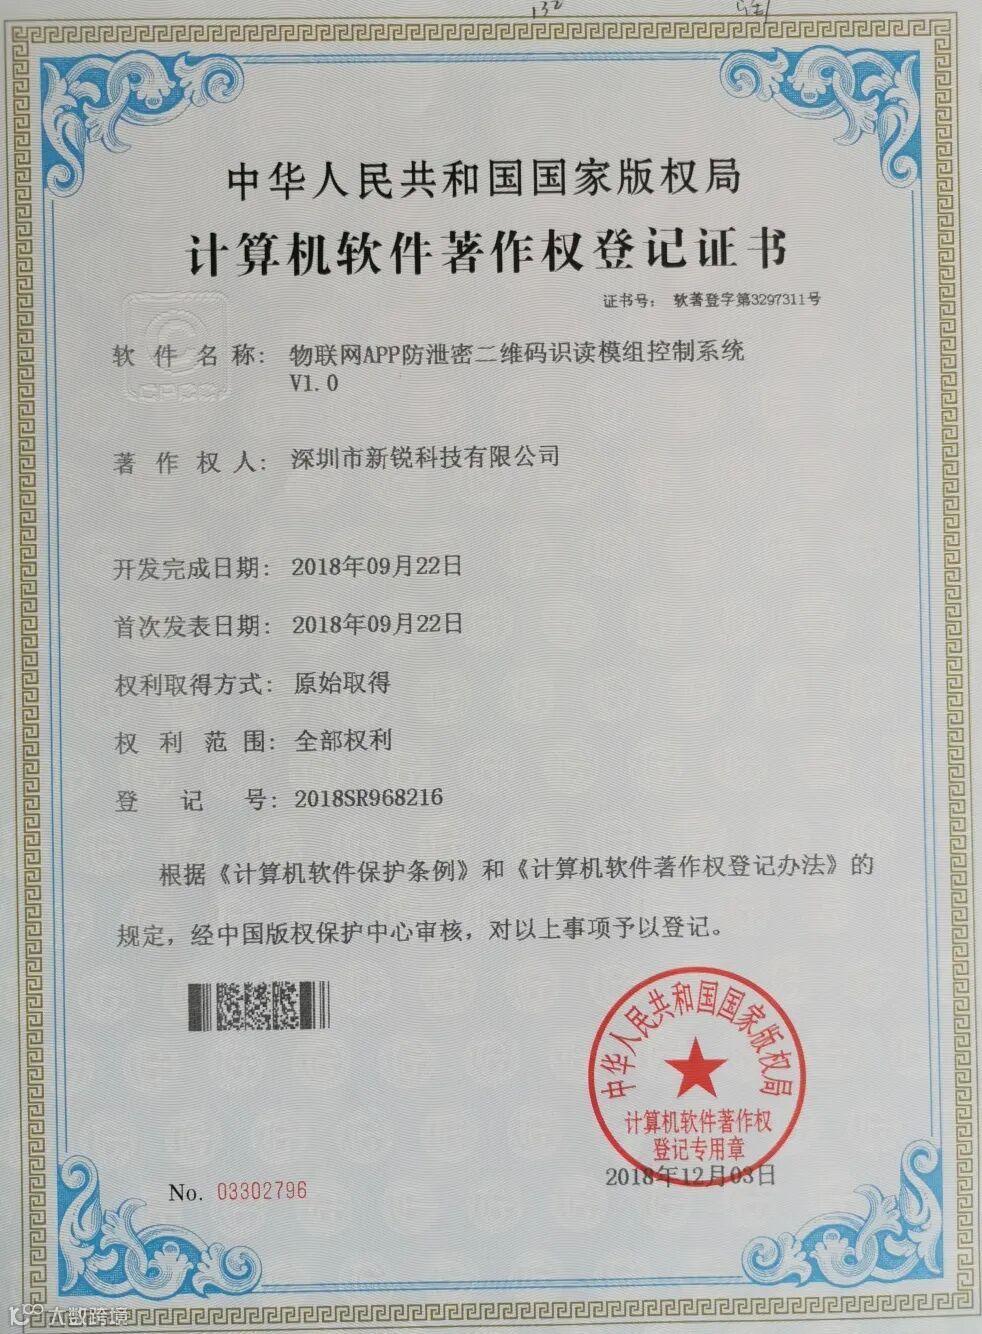 中华人民共和国国家版权局
计算机软件著作权登记证书
证书号： 软著登字第3297311号
软件名称： 物联网APP防泄密二维码识读模组控制系统
V1.0
著作权人： 深圳市新锐科技有限公司
开发完成日期： 2018年09月22日
首次发表日期： 2018年09月22日
权利取得方式： 原始取得
权利范围： 全部权利
登记号： 2018SR968216
根据《计算机软件保护条例》和《计算机软件著作权登记办法》的
规定，经中国版权保护中心审核，对以上事项予以登记。
中华人民共和国国家版权局
计算机软件著作权
登记专用章
2018年12月03日
No. 03302796
大数跨境